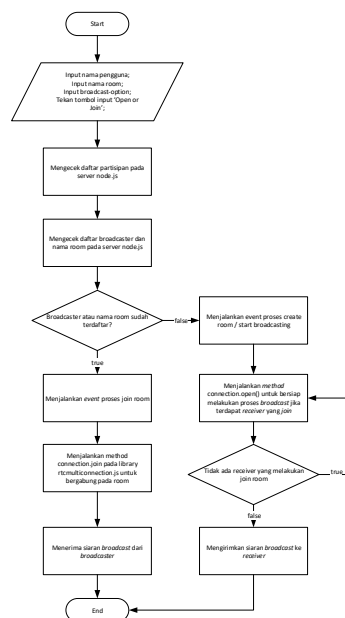 Start
Input nama pengguna;
Input nama room;
Input broadcast-option;
Tekan tombol input 'Open or
Join';
Mengecek daftar partisipan pada
server node.js
Mengecek daftar broadcaster dan
nama room pada server node.js
Broadcaster atau nama room sudah
terdaftar?
false
Menjalankan event proses create
room / start broadcasting
true
Menjalankan event proses join room
Menjalankan method
connection.open() untuk bersiap
melakukan proses broadcast jika
terdapat receiver yang join
Menjalankan method
connection.join pada library
rtcmulticonnection.js untuk
bergabung pada room
Tidak ada receiver yang melakukan
join room
true
false
Menerima siaran broadcast dari
broadcaster
Mengirimkan siaran broadcast ke
receiver
End